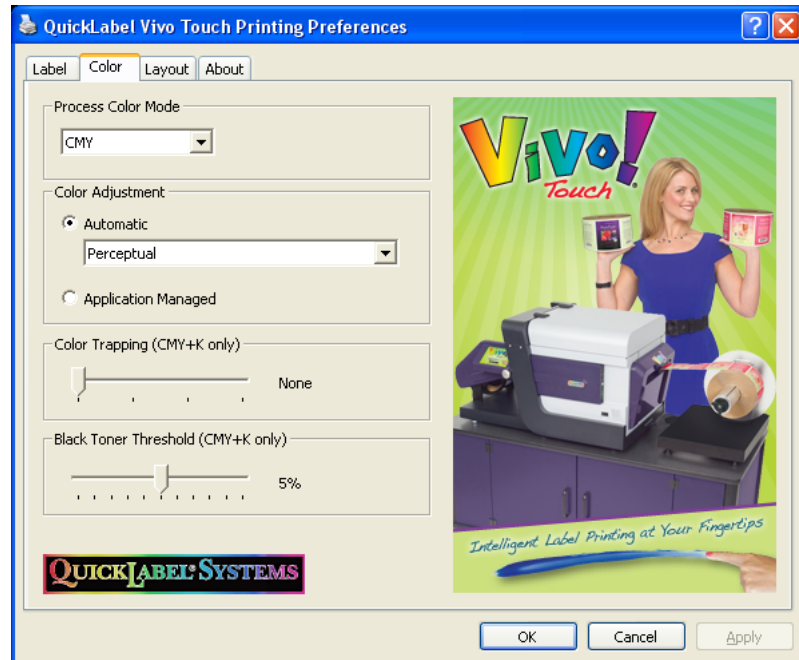 QuickLabel Vivo Touch Printing Preferences
Label Color Layout About
Process Color Mode
CMY
Color Adjustment
Automatic
Perceptual
Application Managed
Color Trapping (CMY+K only)
None
Black Toner Threshold (CMY+K only)
5%
QUICKLABEL® SYSTEMS
ViVO!
Touch
Intelligent Label Printing at Your Fingertips
OK Cancel Apply